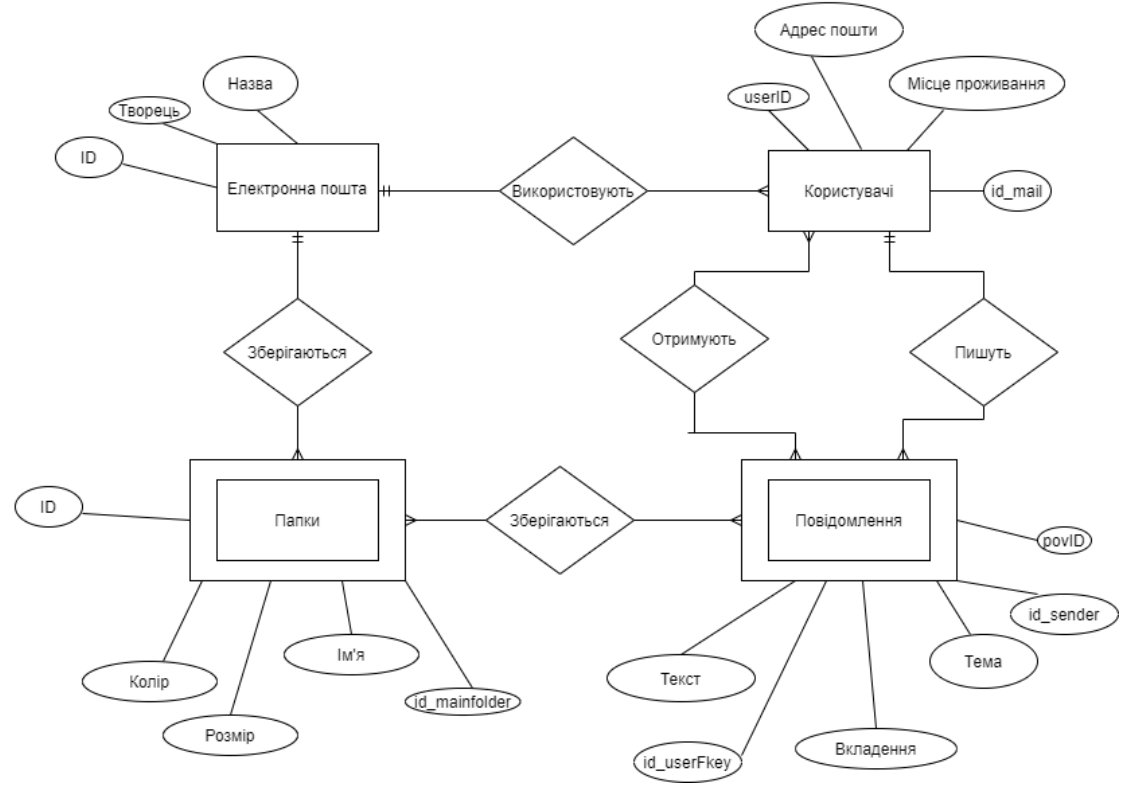 Адрес пошти
Назва
Місце проживання
userID
Творець
ID
Електронна пошта
Використовують
Користувачі
id_mail
Отримують
Зберігаються
Пишуть
ID
Папки
Зберігаються
Повідомлення
povID
id_sender
Ім'я
Тема
Текст
Колір
id_mainfolder
Розмір
Вкладення
id_userFkey